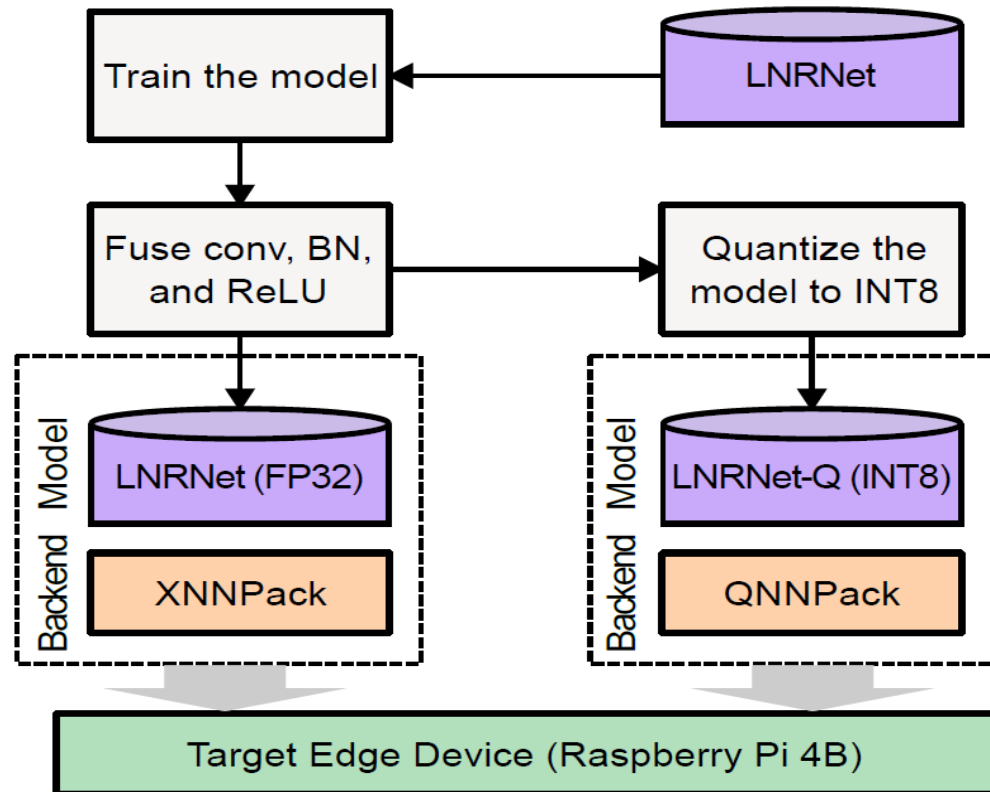 Train the model
LNRNet
Fuse conv, BN,
and ReLU
Quantize the
model to INT8
Model
LNRNet (FP32)
Backend
XNNPack
Model
LNRNet-Q (INT8)
Backend
QNNPack
Target Edge Device (Raspberry Pi 4B)